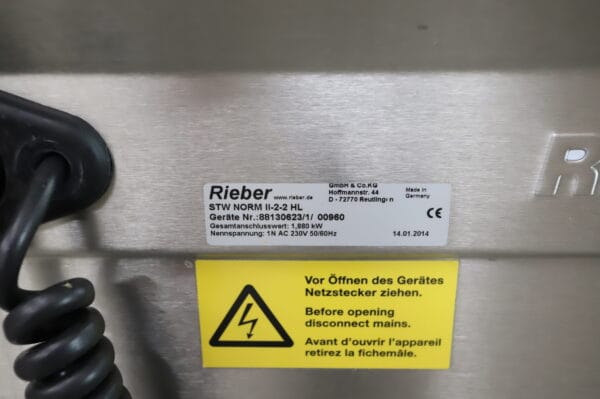 Rieber www.rieber.de GmbH & Co.KG
Hoffmannstr. 44
D - 72770 Reutlingen
Made in
Germany
STW NORM II-2-2 HL
Geräte Nr.:88130623/1/ 00960
Gesamtanschlusswert: 1,880 kW
Nennspannung: 1N AC 230V 50/60Hz
14.01.2014
CE
Vor Öffnen des Gerätes
Netzstecker ziehen.
Before opening
disconnect mains.
Avant d'ouvrir l'appareil
retirez la fichemâle.